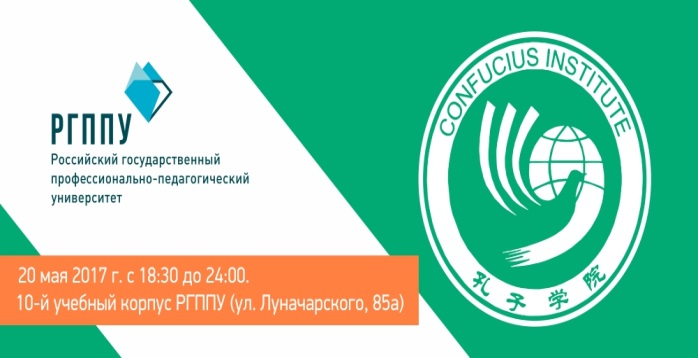 РГППУ
Российский государственный
профессионально-педагогический
университет
20 мая 2017 г. с 18:30 до 24:00.
10-й учебный корпус РГППУ (ул. Луначарского, 85а)
CONFUCIUS INSTITUTE
孔子学院